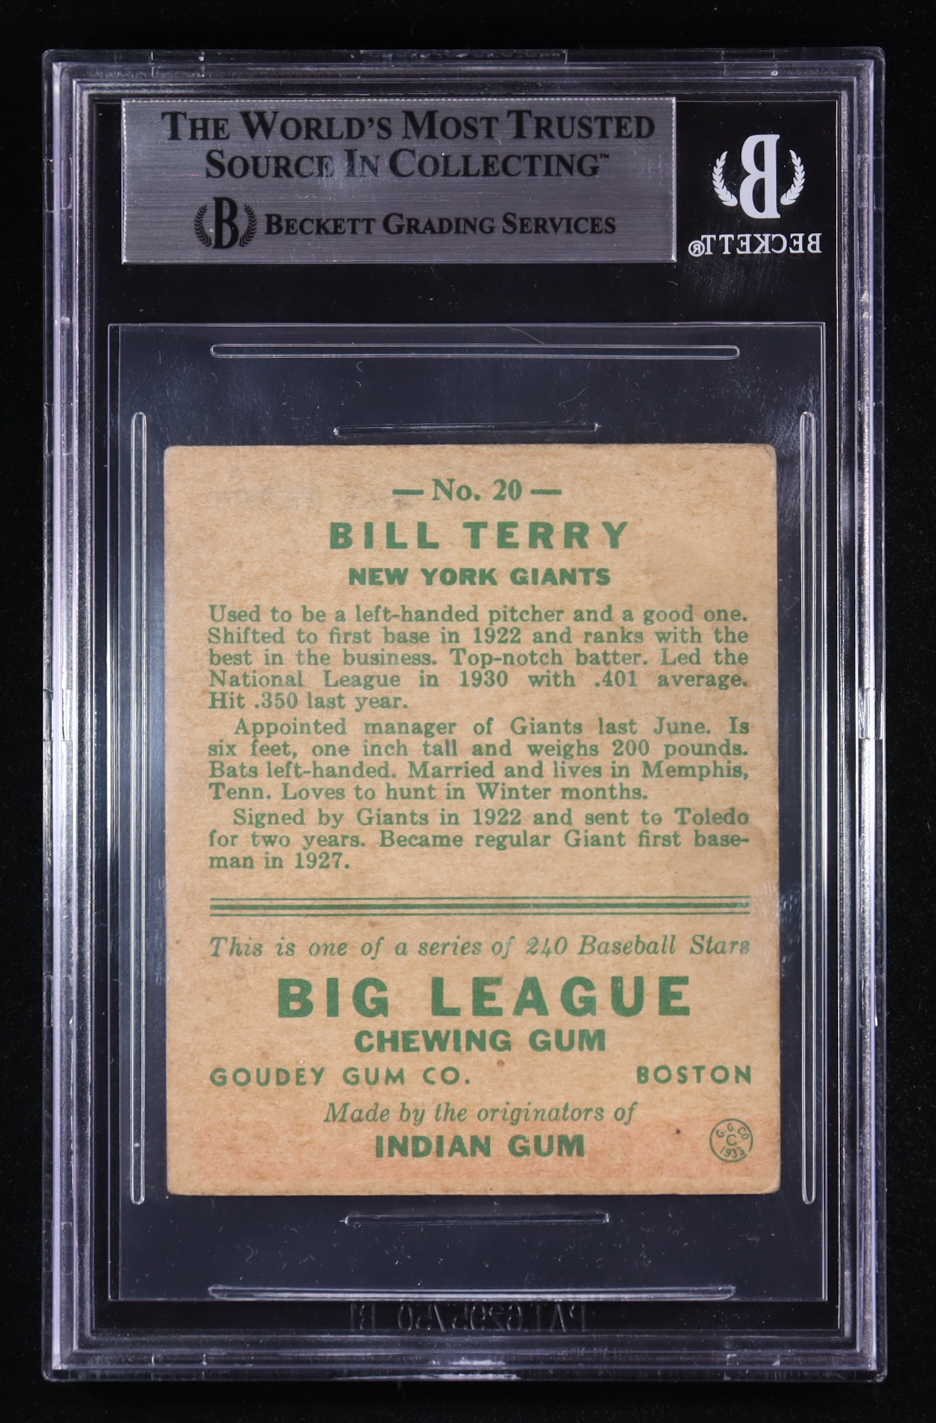 THE WORLD'S MOST TRUSTED
SOURCE IN COLLECTING™
B BECKETT GRADING SERVICES
B
BECKETT®
— No. 20 —
BILL TERRY
NEW YORK GIANTS
Used to be a left-handed pitcher and a good one.
Shifted to first base in 1922 and ranks with the
best in the business. Top-notch batter. Led the
National League in 1930 with .401 average.
Hit .350 last year.
Appointed manager of Giants last June. Is
six feet, one inch tall and weighs 200 pounds.
Bats left-handed. Married and lives in Memphis,
Tenn. Loves to hunt in Winter months.
Signed by Giants in 1922 and sent to Toledo
for two years. Became regular Giant first base-
man in 1927.
This is one of a series of 240 Baseball Stars
BIG LEAGUE
CHEWING GUM
GOUDEY GUM CO. BOSTON
Made by the originators of
INDIAN GUM
G. G. CO
C
1933